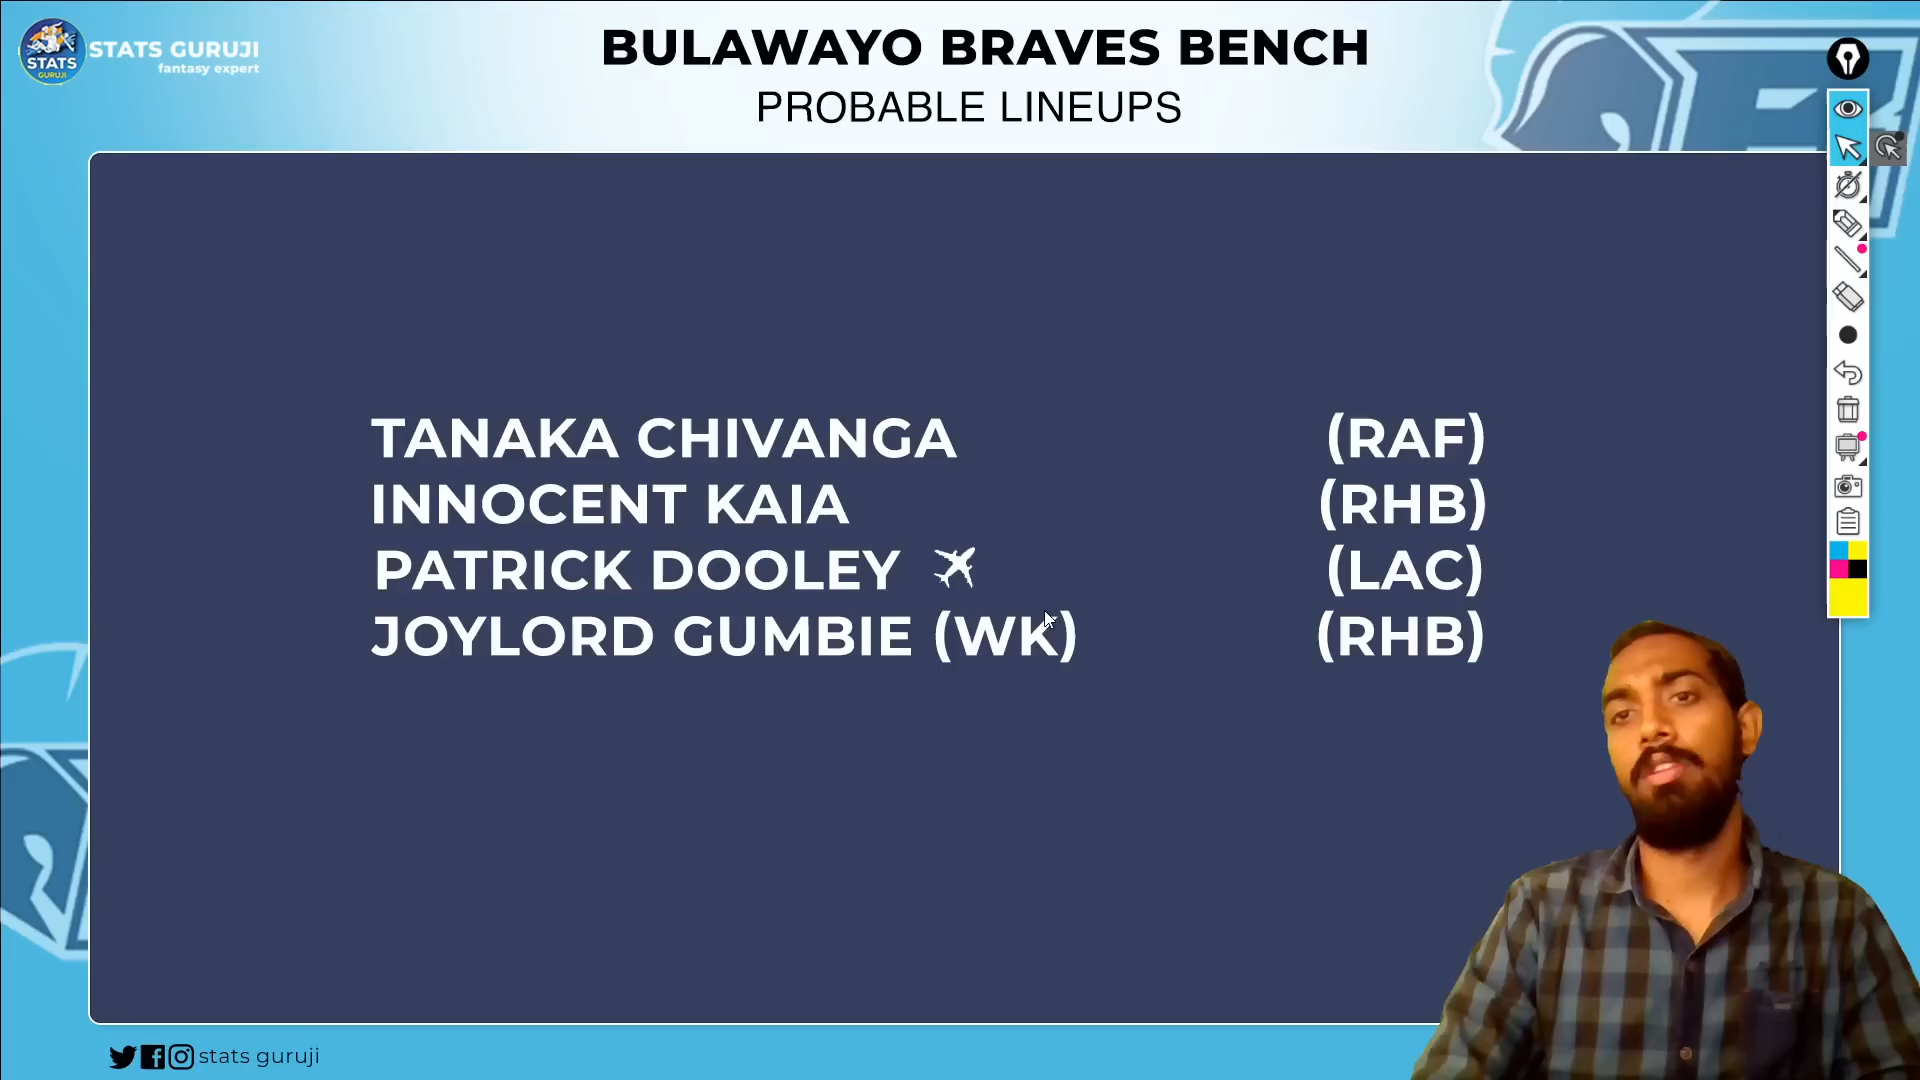 STATS GURUJI
fantasy expert
STATS
GURUJI
BULAWAYO BRAVES BENCH
PROBABLE LINEUPS
TANAKA CHIVANGA (RAF)
INNOCENT KAIA (RHB)
PATRICK DOOLEY (LAC)
JOYLORD GUMBIE (WK) (RHB)
stats guruji